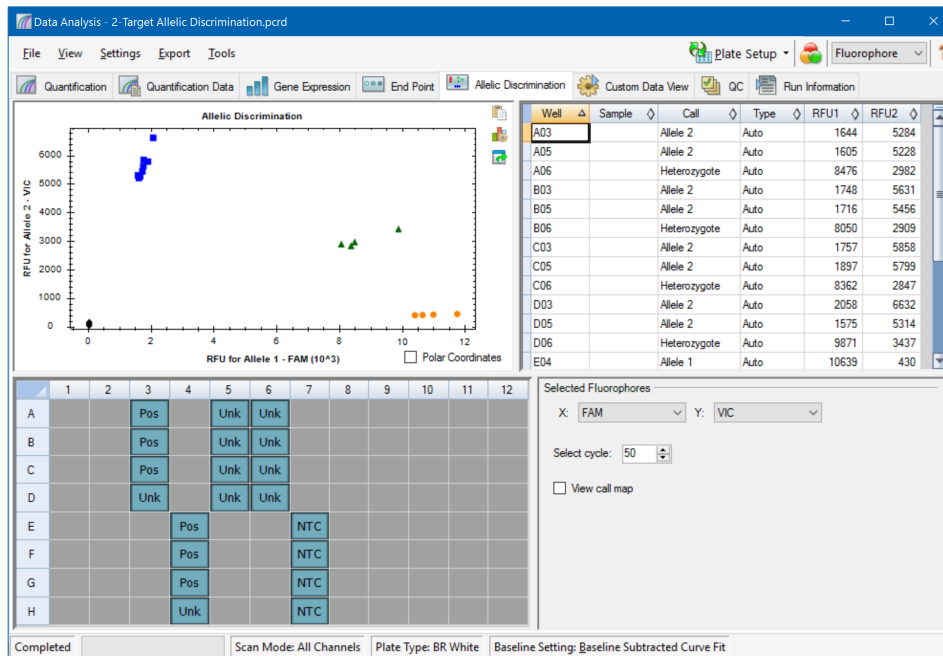 Data Analysis - 2-Target Allelic Discrimination.pcrd
File View Settings Export Tools Plate Setup Fluorophore
Quantification Quantification Data Gene Expression End Point Allelic Discrimination Custom Data View QC Run Information
Allelic Discrimination
RFU for Allele 2 - VIC
6000
5000
4000
3000
2000
1000
0
0 2 4 6 8 10 12
RFU for Allele 1 - FAM (10^3)
Polar Coordinates
Well Sample Call Type RFU1 RFU2
A03 Allele 2 Auto 1644 5284
A05 Allele 2 Auto 1605 5228
A06 Heterozygote Auto 8476 2982
B03 Allele 2 Auto 1748 5631
B05 Allele 2 Auto 1716 5456
B06 Heterozygote Auto 8050 2909
C03 Allele 2 Auto 1757 5858
C05 Allele 2 Auto 1897 5799
C06 Heterozygote Auto 8362 2847
D03 Allele 2 Auto 2058 6632
D05 Allele 2 Auto 1575 5314
D06 Heterozygote Auto 9871 3437
E04 Allele 1 Auto 10639 430
1 2 3 4 5 6 7 8 9 10 11 12
A Pos Unk Unk
B Pos Unk Unk
C Pos Unk Unk
D Unk Unk Unk
E Pos NTC
F Pos NTC
G Pos NTC
H Unk NTC
Selected Fluorophores
X: FAM Y: VIC
Select cycle: 50
View call map
Completed Scan Mode: All Channels Plate Type: BR White Baseline Setting: Baseline Subtracted Curve Fit